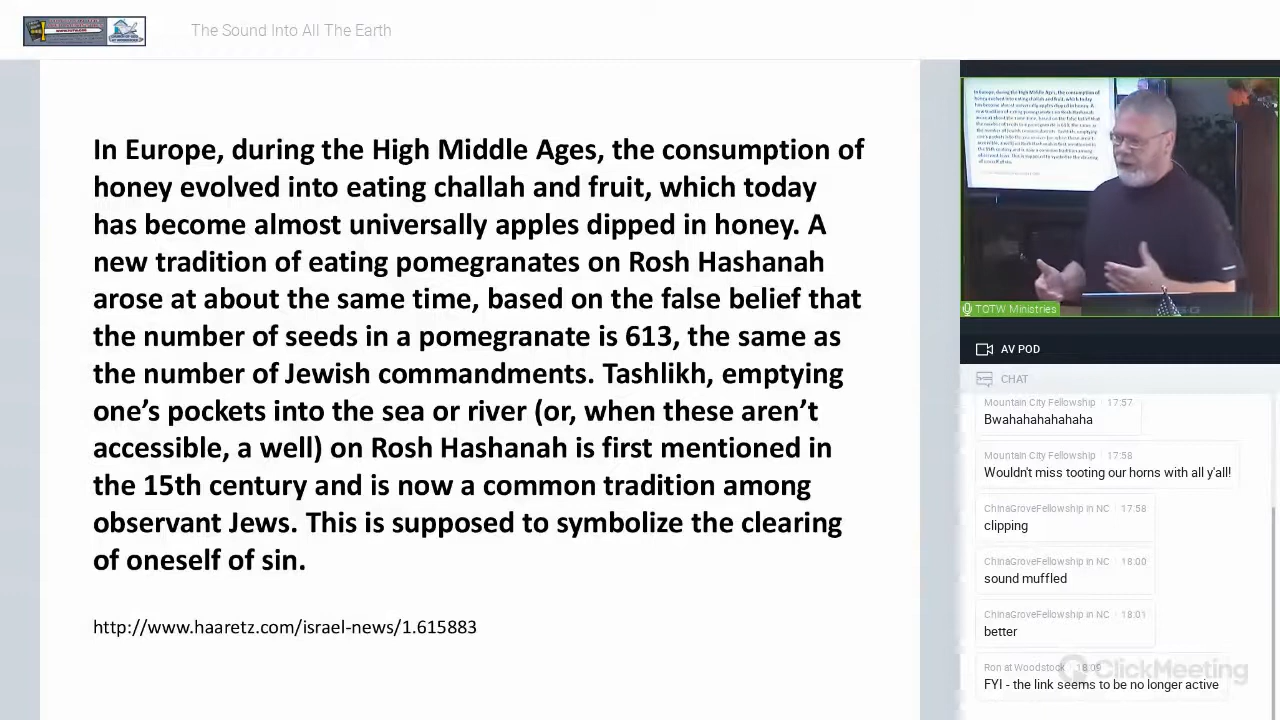 The Sound Into All The Earth
In Europe, during the High Middle Ages, the consumption of
honey evolved into eating challah and fruit, which today
has become almost universally apples dipped in honey. A
new tradition of eating pomegranates on Rosh Hashanah
arose at about the same time, based on the false belief that
the number of seeds in a pomegranate is 613, the same as
the number of Jewish commandments. Tashlikh, emptying
one’s pockets into the sea or river (or, when these aren’t
accessible, a well) on Rosh Hashanah is first mentioned in
the 15th century and is now a common tradition among
observant Jews. This is supposed to symbolize the clearing
of oneself of sin.
http://www.haaretz.com/israel-news/1.615883
TOTW Ministries
AV POD
CHAT
Mountain City Fellowship 17:57
Bwahahahahahaha
Mountain City Fellowship 17:58
Wouldn't miss tooting our horns with all y'all!
ChinaGroveFellowship in NC 17:58
clipping
ChinaGroveFellowship in NC 18:00
sound muffled
ChinaGroveFellowship in NC 18:01
better
Ron at Woodstock 18:09
FYI - the link seems to be no longer active
ClickMeeting